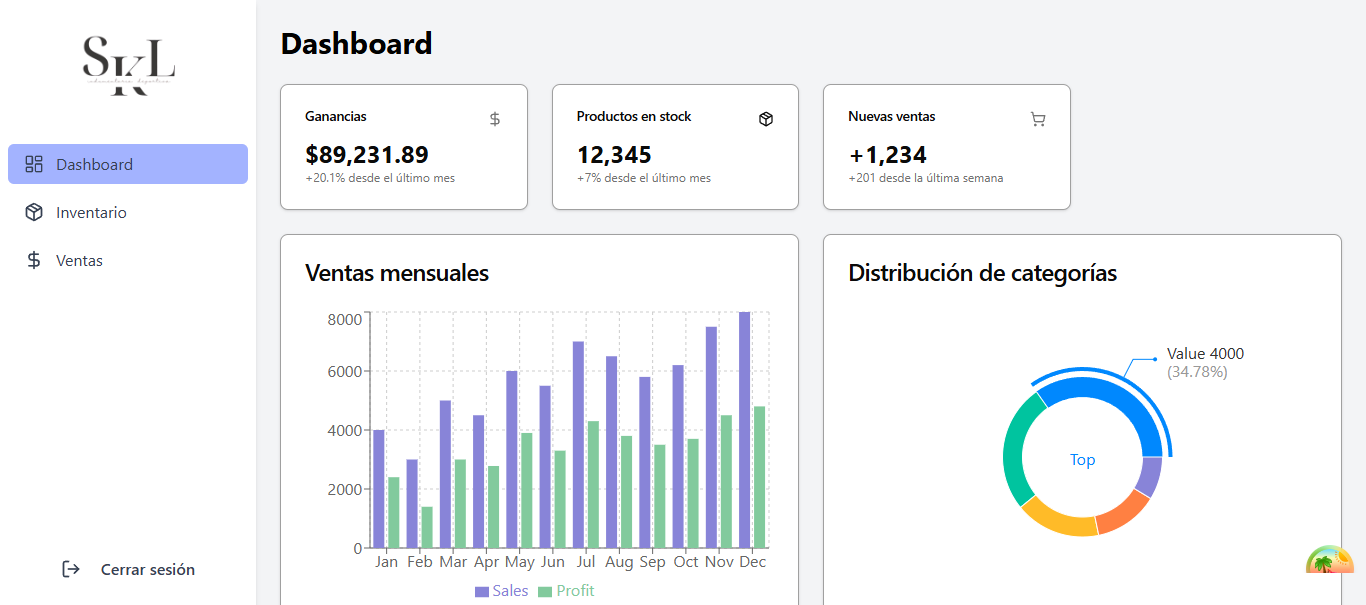 SKL
Dashboard
Inventario
Ventas
Cerrar sesión
Dashboard
Ganancias
$89,231.89
+20.1% desde el último mes
Productos en stock
12,345
+7% desde el último mes
Nuevas ventas
+1,234
+201 desde la última semana
Ventas mensuales
8000
6000
4000
2000
0
Jan Feb Mar Apr May Jun Jul Aug Sep Oct Nov Dec
Sales Profit
Distribución de categorías
Value 4000
(34.78%)
Top